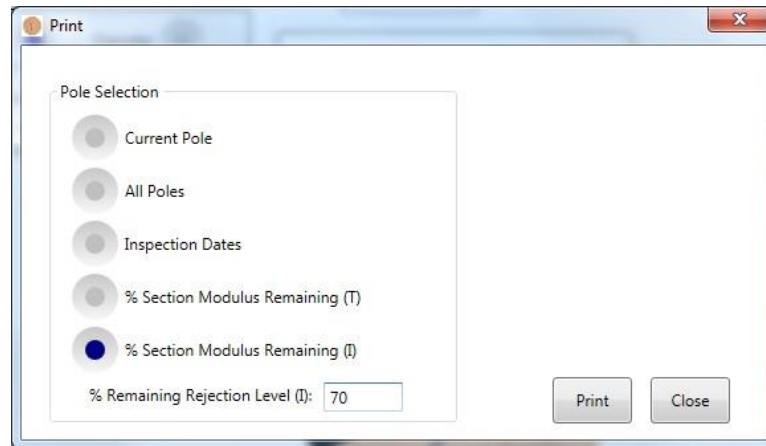 Print
Pole Selection
Current Pole
All Poles
Inspection Dates
% Section Modulus Remaining (T)
% Section Modulus Remaining (I)
% Remaining Rejection Level (I): 70
Print Close